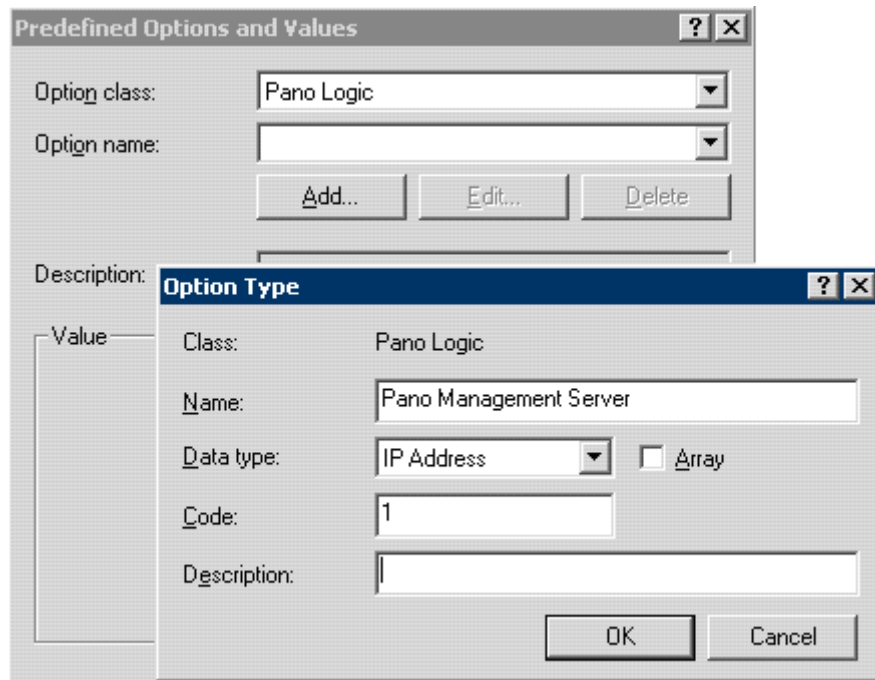 Predefined Options and Values
Option class: Pano Logic
Option name:
Add... Edit... Delete
Description:
Value
Option Type
Class: Pano Logic
Name: Pano Management Server
Data type: IP Address Array
Code: 1
Description:
OK Cancel